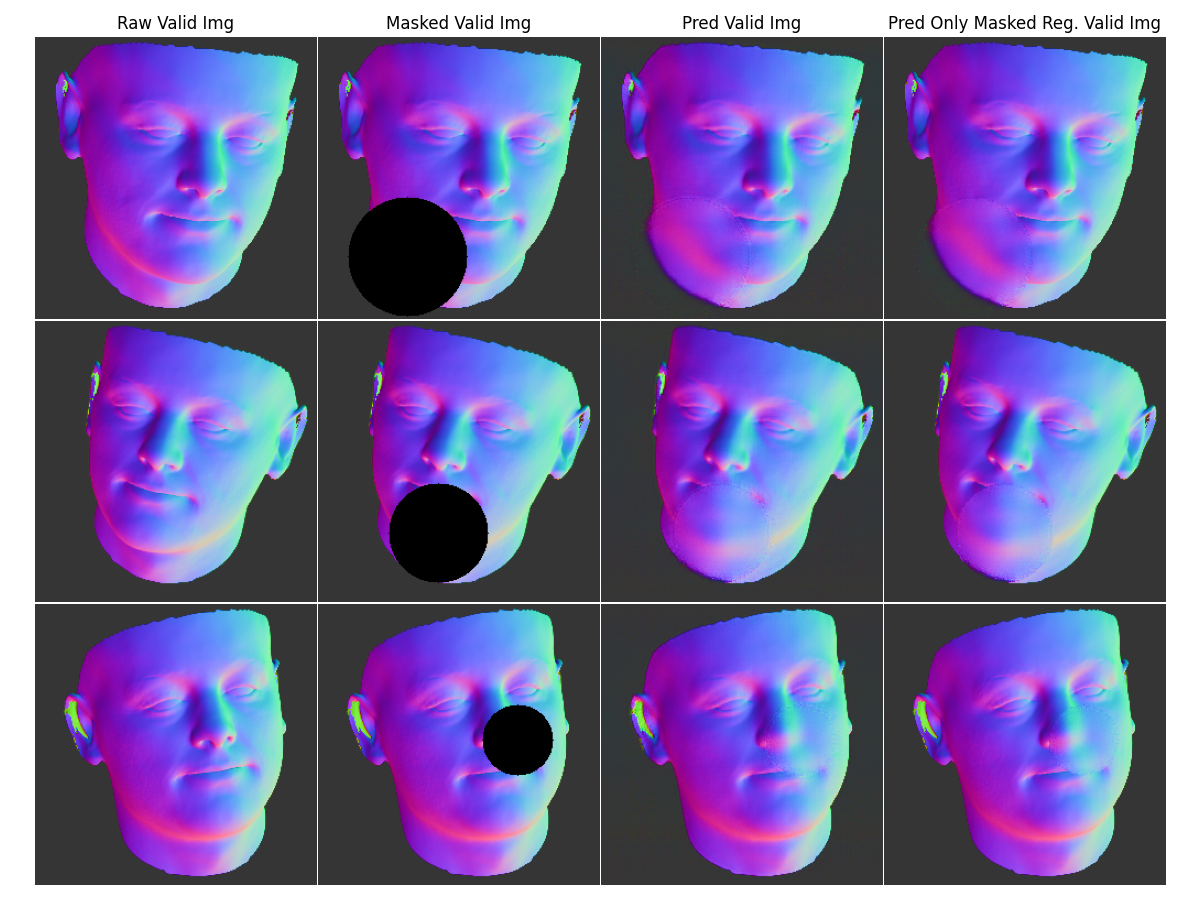 Raw Valid Img
Masked Valid Img
Pred Valid Img
Pred Only Masked Reg. Valid Img